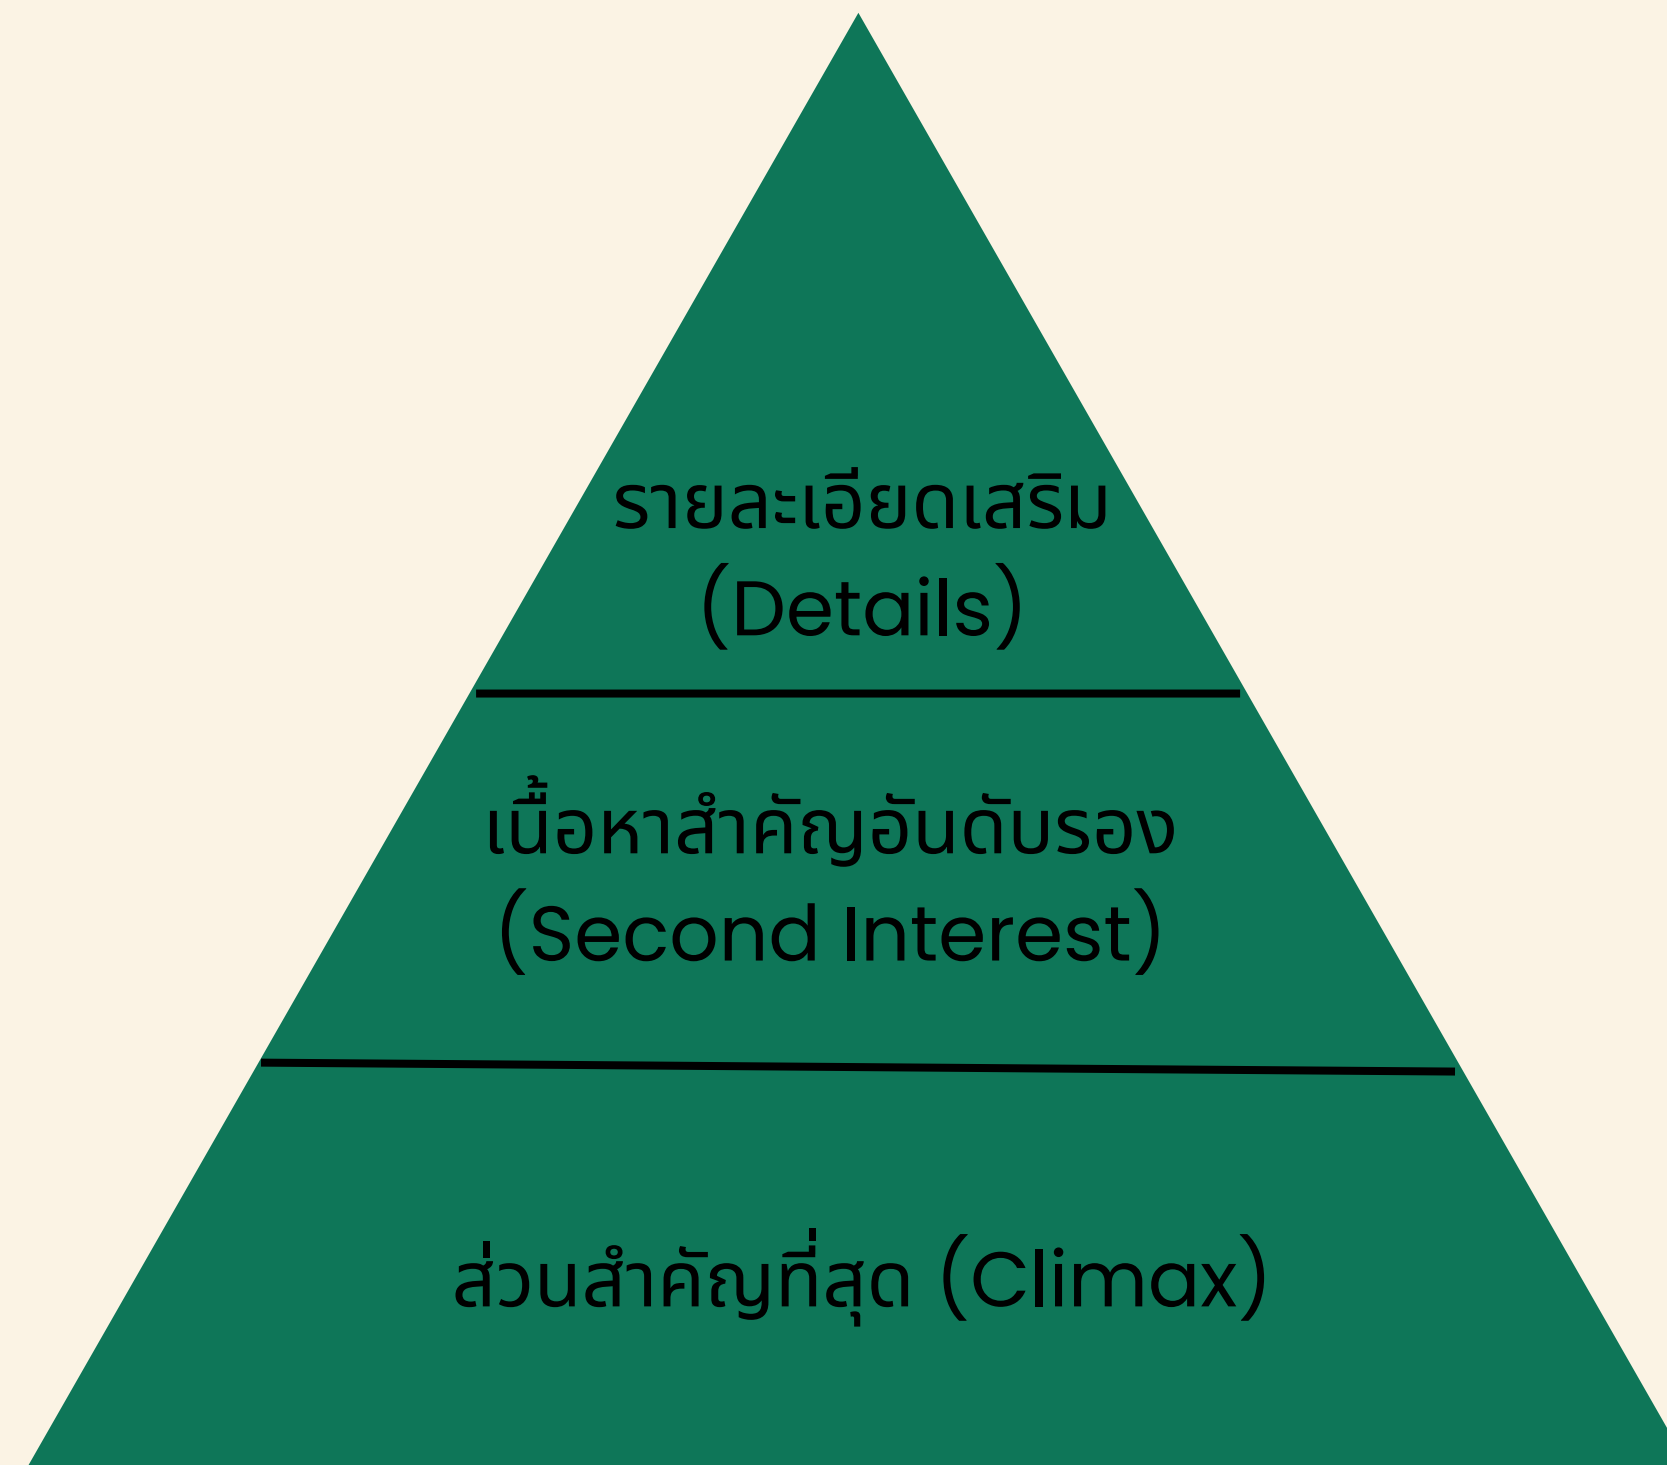 รายละเอียดเสริม
(Details)
เนื้อหาสำคัญอันดับรอง
(Second Interest)
ส่วนสำคัญที่สุด (Climax)